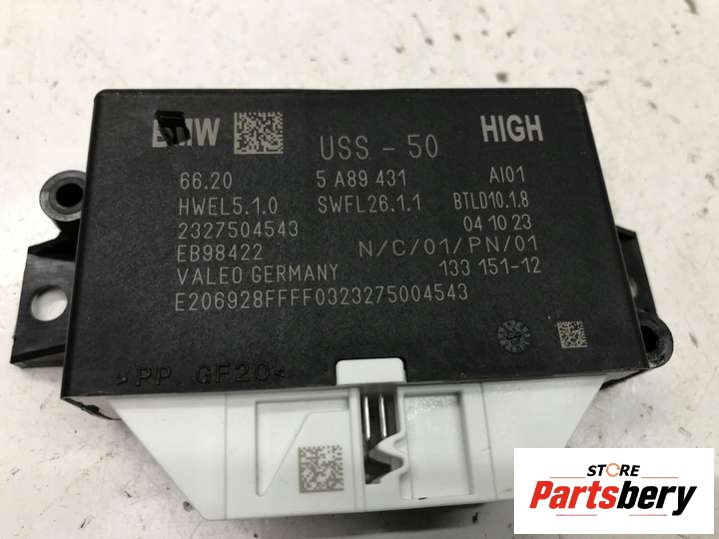 BMW USS - 50 HIGH
66.20 5 A89 431 AI01
HWEL5.1.0 SWFL26.1.1 BTLD10.1.8
2327504543 04 10 23
EB98422 N/C/01/PN/01
VALEO GERMANY 133 151-12
E206928FFFF0323275004543
>PP GF20<
STORE
Partsbery